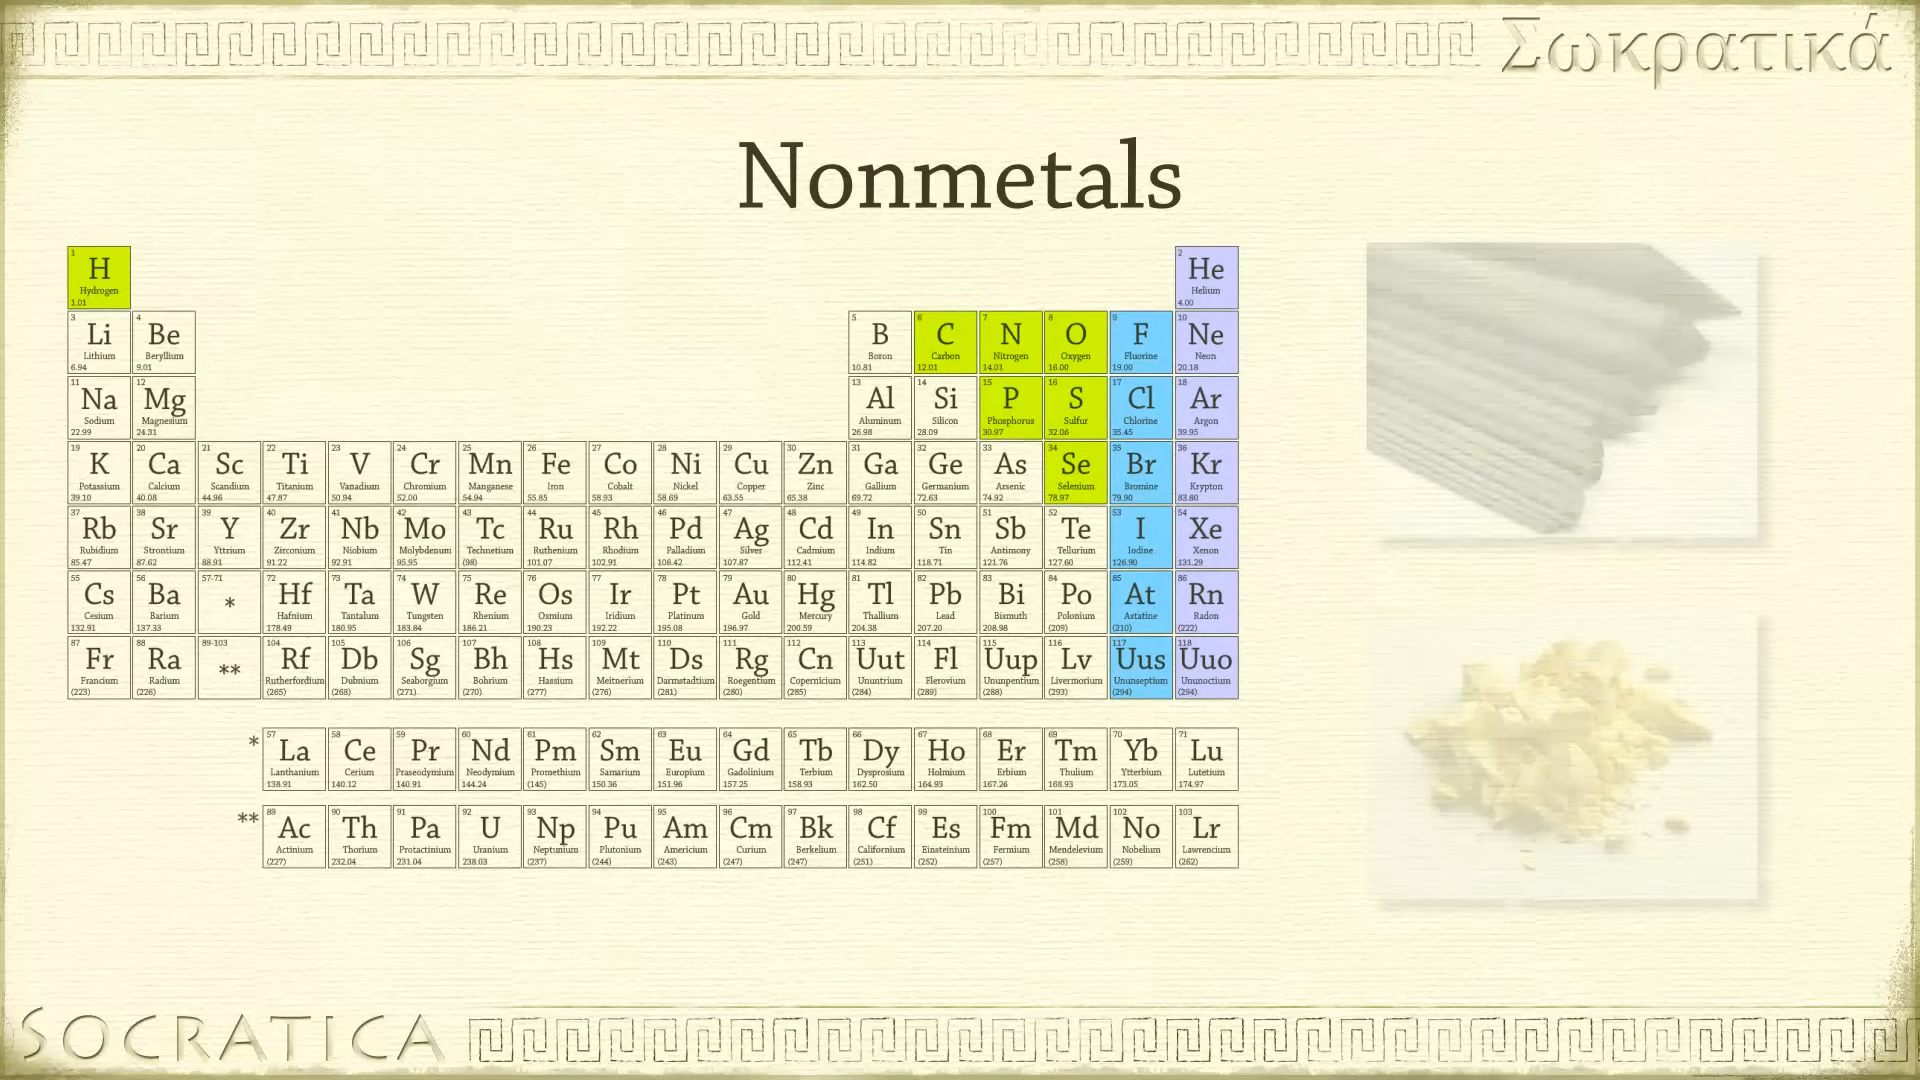 Σωκρατικά
Nonmetals
1 2
H He
Hydrogen Helium
1.01 4.00
3 4 5 6 7 8 9 10
Li Be B C N O F Ne
Lithium Beryllium Boron Carbon Nitrogen Oxygen Fluorine Neon
6.94 9.01 10.81 12.01 14.01 16.00 19.00 20.18
11 12 13 14 15 16 17 18
Na Mg Al Si P S Cl Ar
Sodium Magnesium Aluminum Silicon Phosphorus Sulfur Chlorine Argon
22.99 24.31 26.98 28.09 30.97 32.06 35.45 39.95
19 20 21 22 23 24 25 26 27 28 29 30 31 32 33 34 35 36
K Ca Sc Ti V Cr Mn Fe Co Ni Cu Zn Ga Ge As Se Br Kr
Potassium Calcium Scandium Titanium Vanadium Chromium Manganese Iron Cobalt Nickel Copper Zinc Gallium Germanium Arsenic Selenium Bromine Krypton
39.10 40.08 44.96 47.87 50.94 52.00 54.94 55.85 58.93 58.69 63.55 65.38 69.72 72.63 74.92 78.97 79.90 83.80
37 38 39 40 41 42 43 44 45 46 47 48 49 50 51 52 53 54
Rb Sr Y Zr Nb Mo Tc Ru Rh Pd Ag Cd In Sn Sb Te I Xe
Rubidium Strontium Yttrium Zirconium Niobium Molybdenum Technetium Ruthenium Rhodium Palladium Silver Cadmium Indium Tin Antimony Tellurium Iodine Xenon
85.47 87.62 88.91 91.22 92.91 95.95 (98) 101.07 102.91 106.42 107.87 112.41 114.82 118.71 121.76 127.60 126.90 131.29
55 56 57-71 72 73 74 75 76 77 78 79 80 81 82 83 84 85 86
Cs Ba * Hf Ta W Re Os Ir Pt Au Hg Tl Pb Bi Po At Rn
Cesium Barium Hafnium Tantalum Tungsten Rhenium Osmium Iridium Platinum Gold Mercury Thallium Lead Bismuth Polonium Astatine Radon
132.91 137.33 178.49 180.95 183.84 186.21 190.23 192.22 195.08 196.97 200.59 204.38 207.20 208.98 (209) (210) (222)
87 88 89-103 104 105 106 107 108 109 110 111 112 113 114 115 116 117 118
Fr Ra ** Rf Db Sg Bh Hs Mt Ds Rg Cn Uut Fl Uup Lv Uus Uuo
Francium Radium Rutherfordium Dubnium Seaborgium Bohrium Hassium Meitnerium Darmstadtium Roegentium Copernicium Ununtrium Flerovium Ununpentium Livermorium Ununseptium Ununoctium
(223) (226) (265) (268) (271) (270) (277) (276) (281) (280) (285) (284) (289) (288) (293) (294) (294)
57 58 59 60 61 62 63 64 65 66 67 68 69 70 71
* La Ce Pr Nd Pm Sm Eu Gd Tb Dy Ho Er Tm Yb Lu
Lanthanium Cerium Praseodymium Neodymium Promethium Samarium Europium Gadolinium Terbium Dysprosium Holmium Erbium Thulium Ytterbium Lutetium
138.91 140.12 140.91 144.24 (145) 150.36 151.96 157.25 158.93 162.50 164.93 167.26 168.93 173.05 174.97
89 90 91 92 93 94 95 96 97 98 99 100 101 102 103
** Ac Th Pa U Np Pu Am Cm Bk Cf Es Fm Md No Lr
Actinium Thorium Protactinium Uranium Neptunium Plutonium Americium Curium Berkelium Californium Einsteinium Fermium Mendelevium Nobelium Lawrencium
(227) 232.04 231.04 238.03 (237) (244) (243) (247) (247) (251) (252) (257) (258) (259) (262)
SOCRATICA